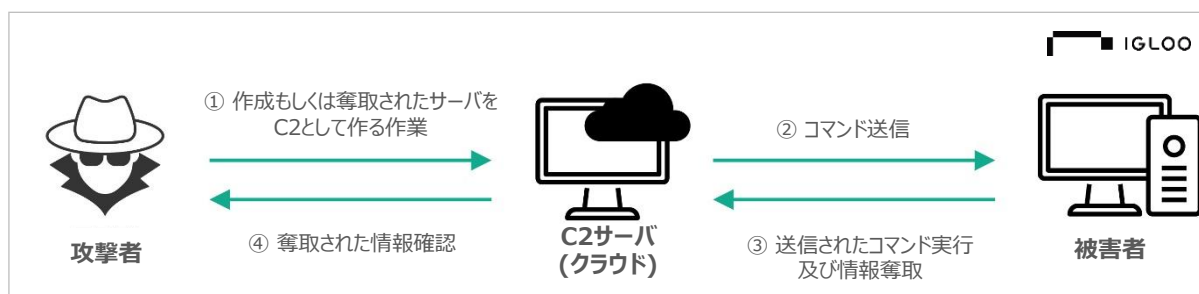 IGLOO
① 作成もしくは奪取されたサーバを
C2として作る作業
② コマンド送信
④ 奪取された情報確認
③ 送信されたコマンド実行
及び情報奪取
攻撃者
C2サーバ
(クラウド)
被害者